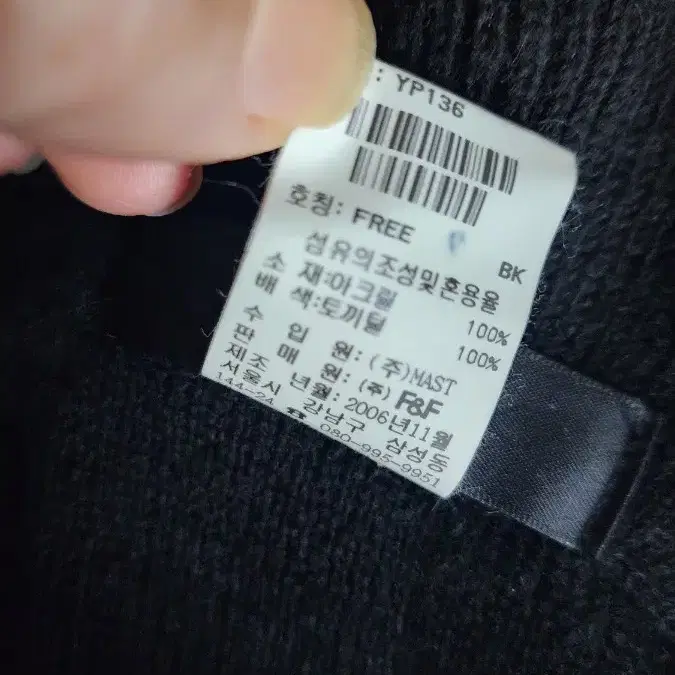 : YP136
호칭: FREE
BK
섬유의조성및혼용율
소 재:아크릴 100%
배 색:토끼털 100%
수 입 원: (주)MAST
판 매 원: (주) F&F
제조 년월: 2006년11월
서울시 강남구 삼성동
144-24 ☎ 080-995-9951